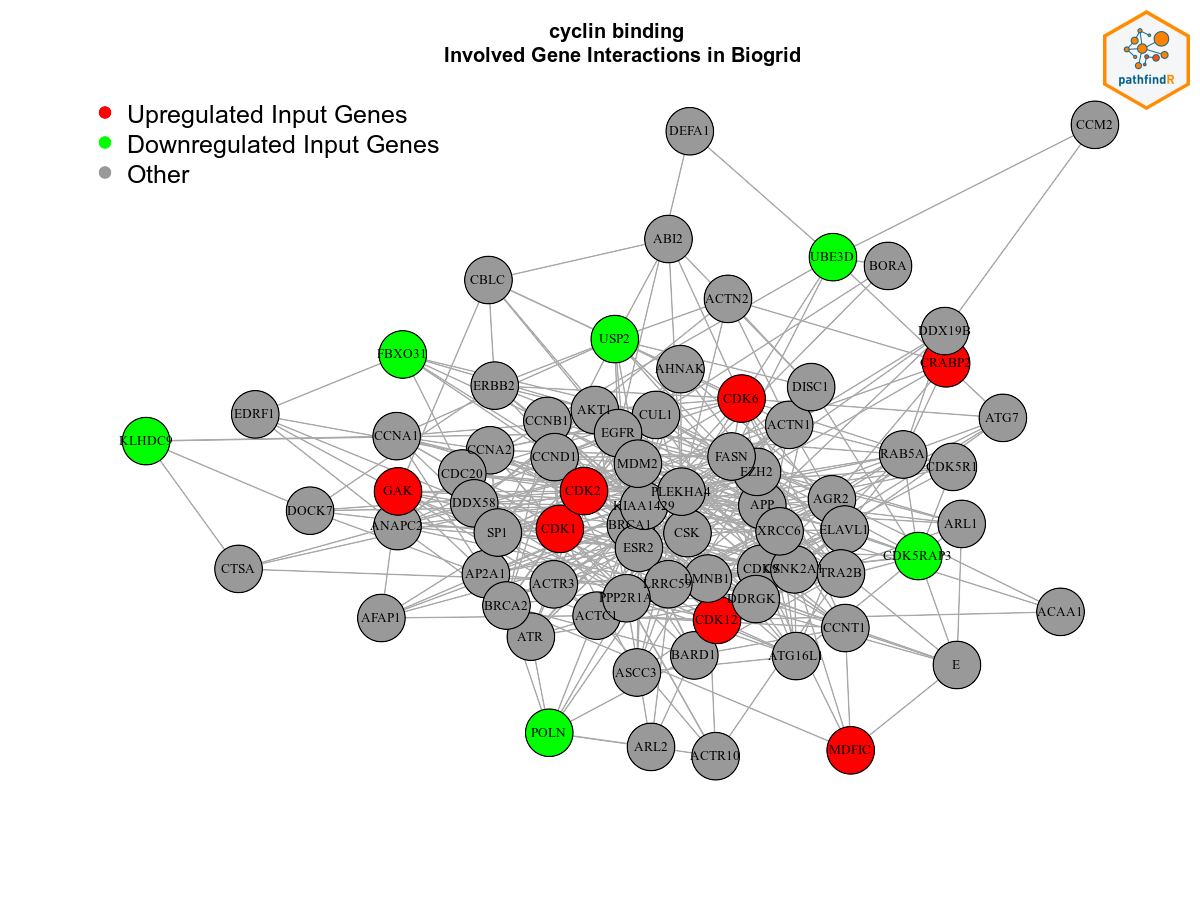 cyclin binding
Involved Gene Interactions in Biogrid
pathfindR
Upregulated Input Genes
Downregulated Input Genes
Other
DEFA1
CCM2
ABI2
UBE3D
BORA
CBLC
ACTN2
DDX19B
USP2
FBXO31
CRABP2
AHNAK
ERBB2
DISC1
CDK6
AKT1
EDRF1
CUL1
CCNB1
ATG7
ACTN1
EGFR
CCNA1
KLHDC9
CCNA2
RAB5A
CCND1
FASN
MDM2
CDK5R1
CDC20
EZH2
GAK
CDK2
PLEKHA4
AGR2
DDX58
KIAA1429
APP
DOCK7
ARL1
ANAPC2
BRCA1
CDK1
ELAVL1
SP1
CSK
XRCC6
ESR2
CDK5RAP3
CTSA
CDK9
CSNK2A1
TRA2B
AP2A1
LMNB1
ACTR3
LRRC59
PPP2R1A
DDRGK
BRCA2
ACAA1
ACTC1
AFAP1
CDK12
CCNT1
ATR
BARD1
ATG16L1
E
ASCC3
POLN
ARL2
MDFIC
ACTR10